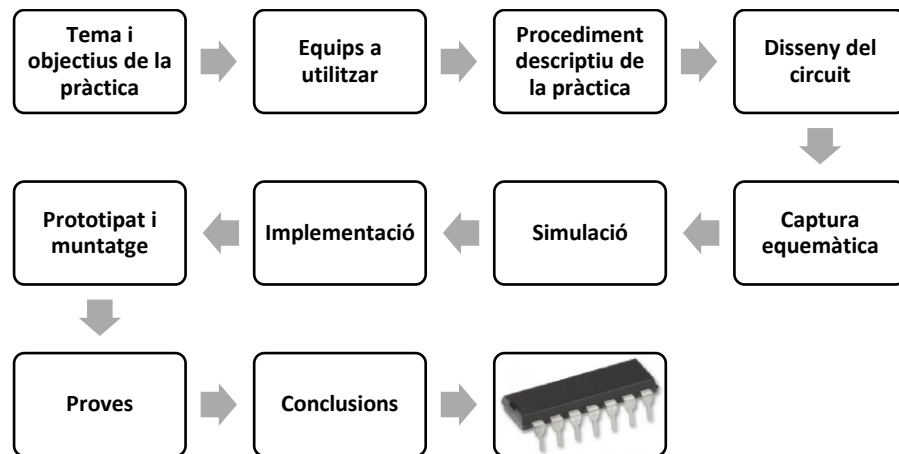 Tema i
objectius de la
pràctica
Equips a
utilitzar
Procediment
descriptiu de
la pràctica
Disseny del
circuit
Captura
equemàtica
Simulació
Implementació
Prototipat i
muntatge
Proves
Conclusions